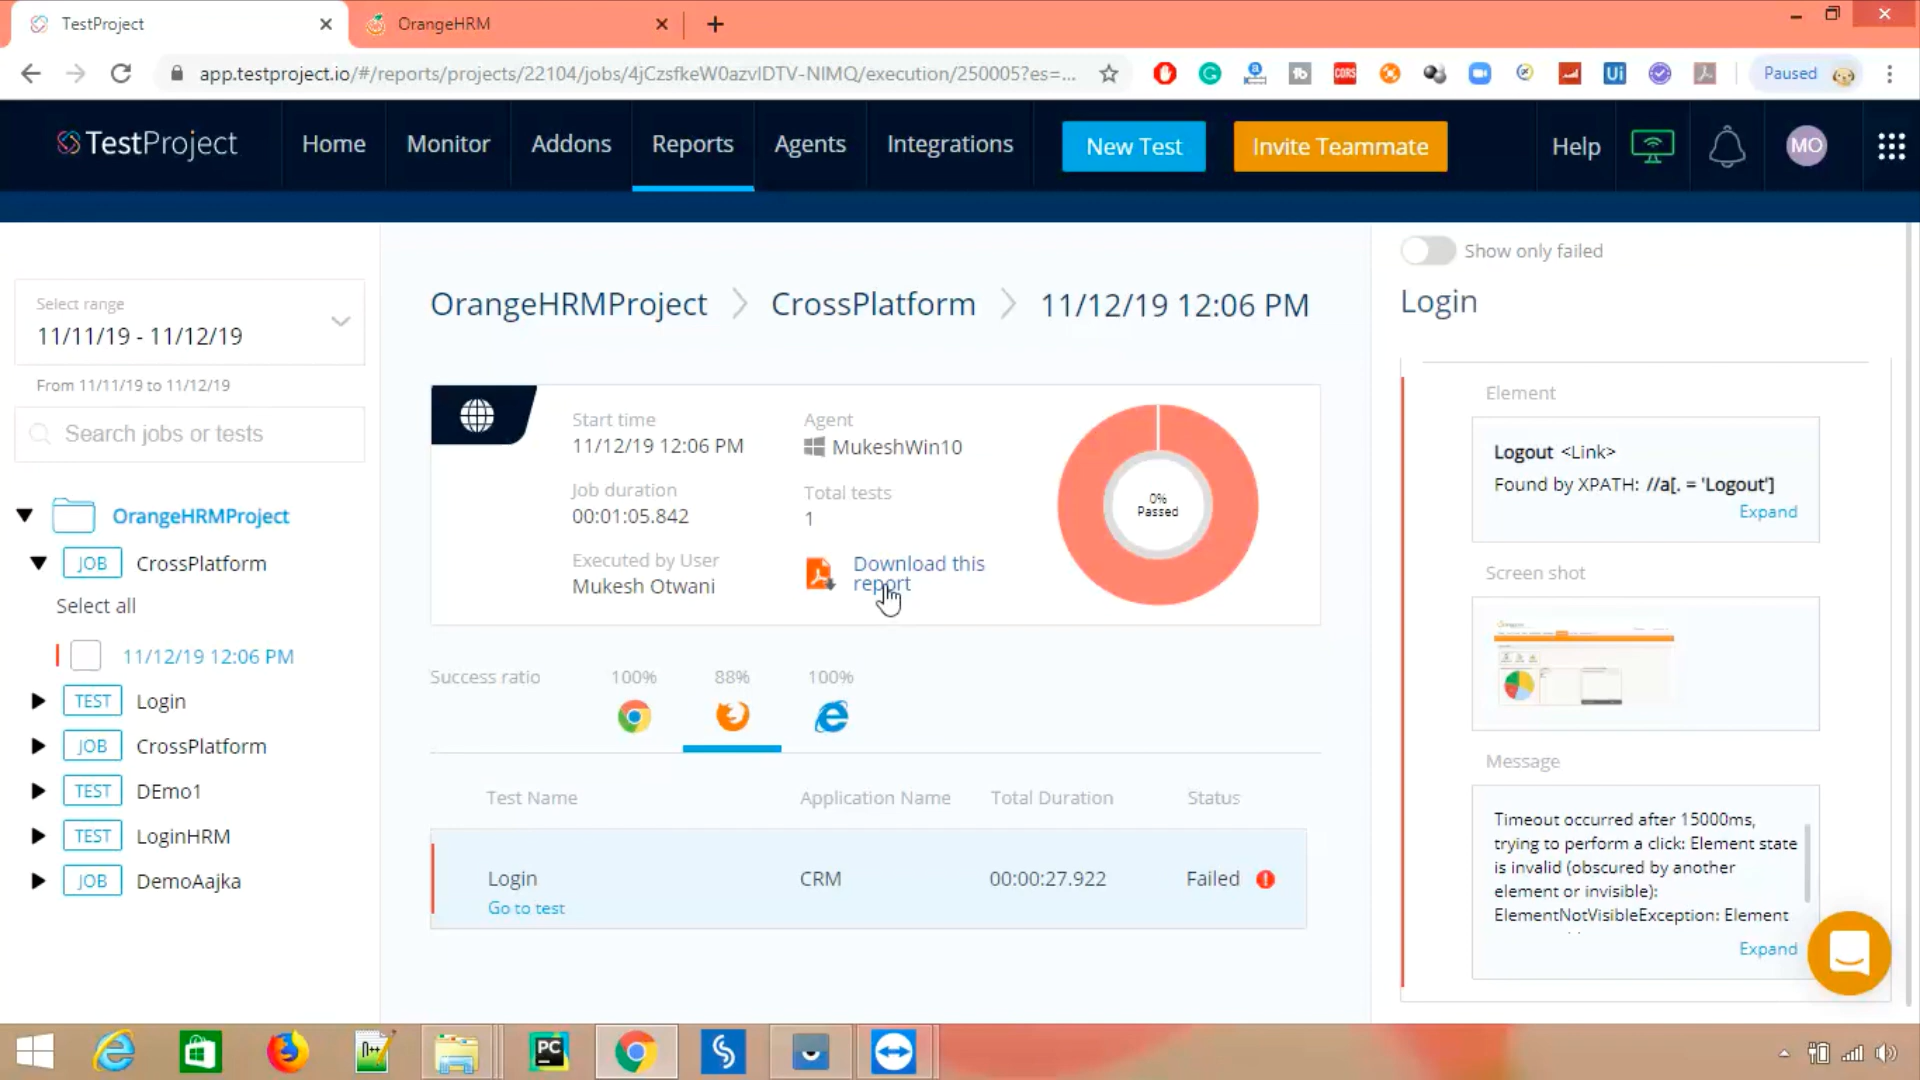 TestProject
OrangeHRM
app.testproject.io/#/reports/projects/22104/jobs/4jCzsfkeW0azvIDTV-NIMQ/execution/250005?es=...
CORS
Ui
Paused
TestProject
Home
Monitor
Addons
Reports
Agents
Integrations
New Test
Invite Teammate
Help
MO
Select range
11/11/19 - 11/12/19
From 11/11/19 to 11/12/19
Search jobs or tests
OrangeHRMProject
JOB CrossPlatform
Select all
11/12/19 12:06 PM
TEST Login
JOB CrossPlatform
TEST DEmo1
TEST LoginHRM
JOB DemoAajka
OrangeHRMProject
CrossPlatform
11/12/19 12:06 PM
Start time
11/12/19 12:06 PM
Job duration
00:01:05.842
Executed by User
Mukesh Otwani
Agent
MukeshWin10
Total tests
1
Download this
report
0%
Passed
Success ratio
100%
88%
100%
Test Name
Application Name
Total Duration
Status
Login
CRM
00:00:27.922
Failed
Go to test
Show only failed
Login
Element
Logout <Link>
Found by XPATH: //a[. = 'Logout']
Expand
Screen shot
Message
Timeout occurred after 15000ms,
trying to perform a click: Element state
is invalid (obscured by another
element or invisible):
ElementNotVisibleException: Element
Expand
N++
PC